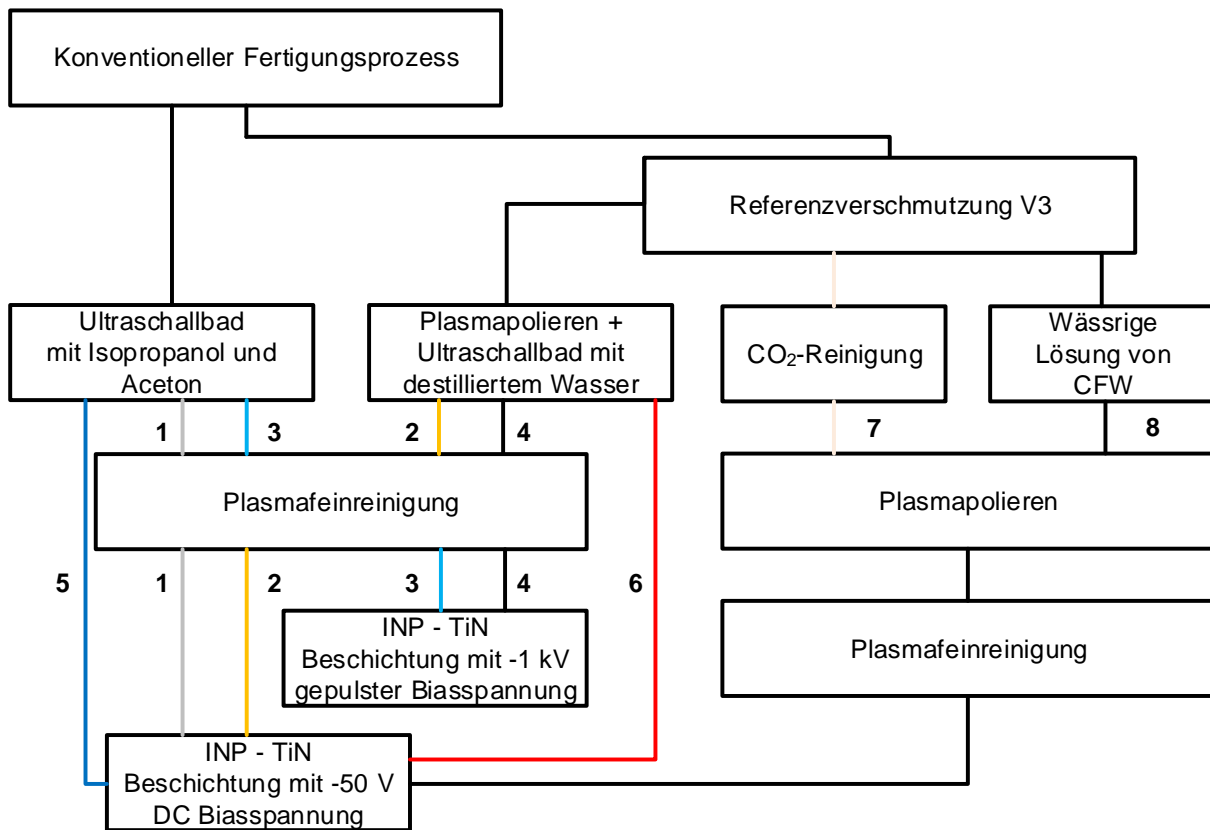 Konventioneller Fertigungsprozess
Referenzverschmutzung V3
Ultraschallbad
mit Isopropanol und
Aceton
Plasmapolieren +
Ultraschallbad mit
destilliertem Wasser
CO₂-Reinigung
Wässrige
Lösung von
CFW
1
3
2
4
7
8
Plasmafeinreinigung
Plasmapolieren
5
1
2
3
4
6
INP - TiN
Beschichtung mit -1 kV
gepulster Biasspannung
Plasmafeinreinigung
INP - TiN
Beschichtung mit -50 V
DC Biasspannung